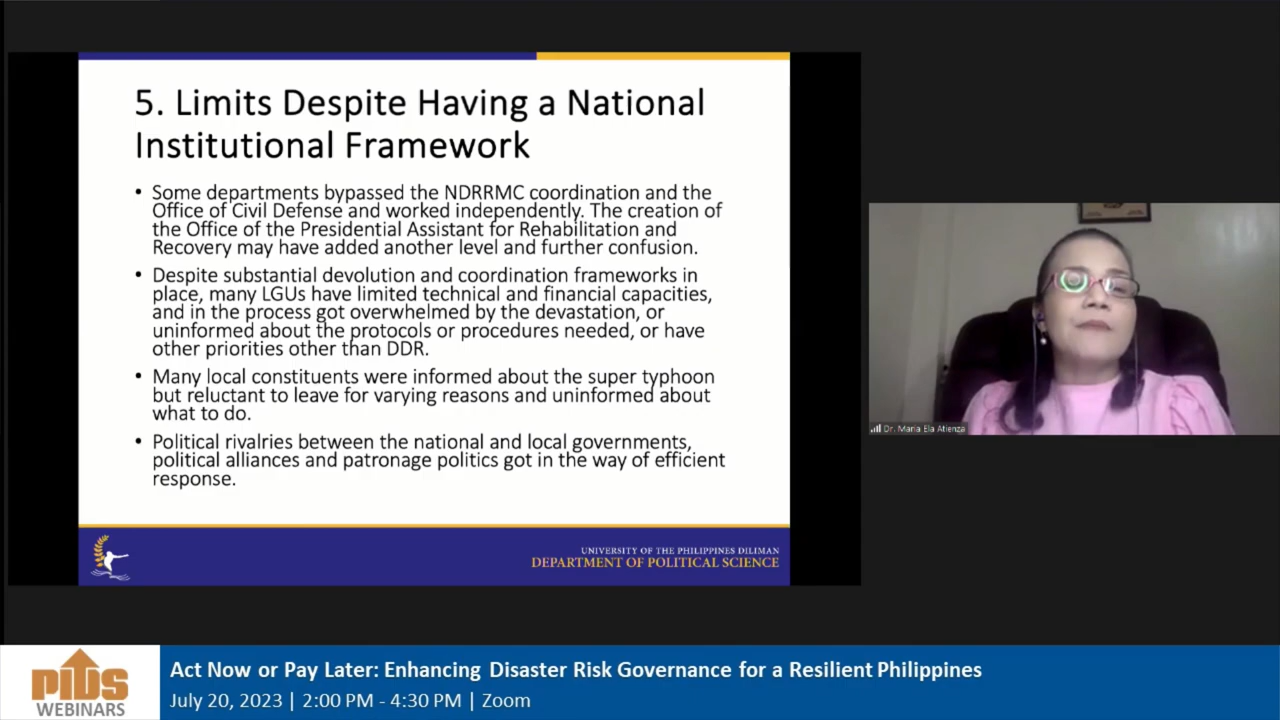 5. Limits Despite Having a National
Institutional Framework
• Some departments bypassed the NDRRMC coordination and the
Office of Civil Defense and worked independently. The creation of
the Office of the Presidential Assistant for Rehabilitation and
Recovery may have added another level and further confusion.
• Despite substantial devolution and coordination frameworks in
place, many LGUs have limited technical and financial capacities,
and in the process got overwhelmed by the devastation, or
uninformed about the protocols or procedures needed, or have
other priorities other than DDR.
• Many local constituents were informed about the super typhoon
but reluctant to leave for varying reasons and uninformed about
what to do.
• Political rivalries between the national and local governments,
political alliances and patronage politics got in the way of efficient
response.
UNIVERSITY OF THE PHILIPPINES DILIMAN
DEPARTMENT OF POLITICAL SCIENCE
Dr. Maria Ela Atienza
pids
WEBINARS
Act Now or Pay Later: Enhancing Disaster Risk Governance for a Resilient Philippines
July 20, 2023 | 2:00 PM - 4:30 PM | Zoom